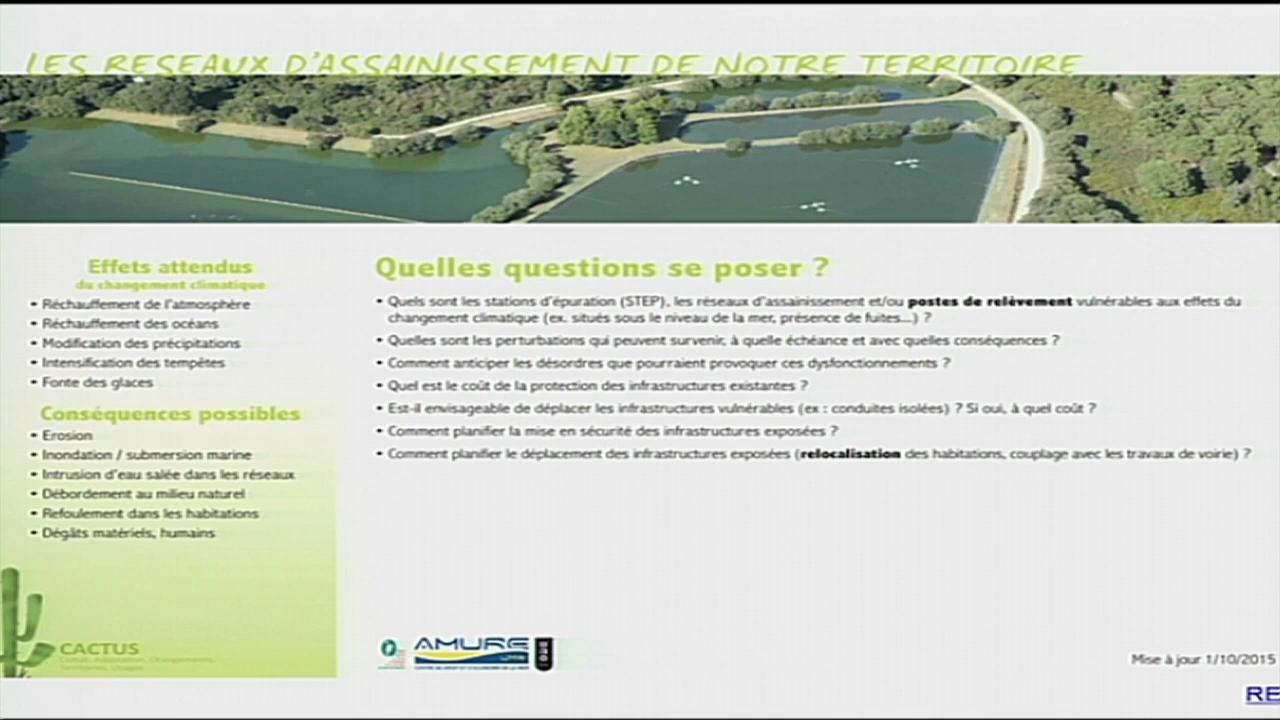 LES RESEAUX D'ASSAINISSEMENT DE NOTRE TERRITOIRE
Effets attendus
du changement climatique
• Réchauffement de l'atmosphère
• Réchauffement des océans
• Modification des précipitations
• Intensification des tempêtes
• Fonte des glaces
Conséquences possibles
• Erosion
• Inondation / submersion marine
• Intrusion d'eau salée dans les réseaux
• Débordement au milieu naturel
• Refoulement dans les habitations
• Dégâts matériels, humains
CACTUS
Climat, Adaptation, Changements,
Territoires, Usages
Quelles questions se poser ?
• Quels sont les stations d'épuration (STEP), les réseaux d'assainissement et/ou postes de relèvement vulnérables aux effets du
changement climatique (ex. situés sous le niveau de la mer, présence de fuites...) ?
• Quelles sont les perturbations qui peuvent survenir, à quelle échéance et avec quelles conséquences ?
• Comment anticiper les désordres que pourraient provoquer ces dysfonctionnements ?
• Quel est le coût de la protection des infrastructures existantes ?
• Est-il envisageable de déplacer les infrastructures vulnérables (ex : conduites isolées) ? Si oui, à quel coût ?
• Comment planifier la mise en sécurité des infrastructures exposées ?
• Comment planifier le déplacement des infrastructures exposées (relocalisation des habitations, couplage avec les travaux de voirie) ?
AMURE
Mise à jour 1/10/2015
RE